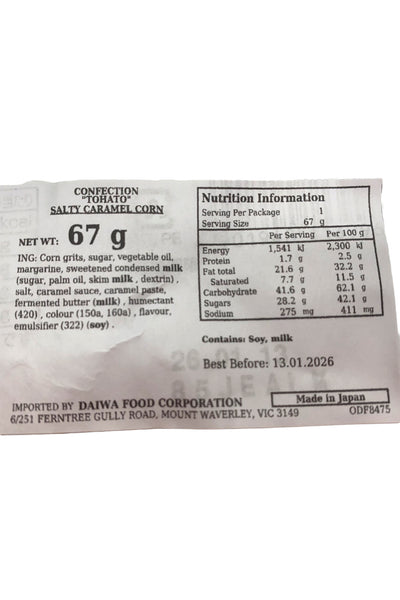 CONFECTION
"TOHATO"
SALTY CARAMEL CORN
NET WT: 67 g
ING: Corn grits, sugar, vegetable oil,
margarine, sweetened condensed milk
(sugar, palm oil, skim milk , dextrin) ,
salt, caramel sauce, caramel paste,
fermented butter (milk) , humectant
(420) , colour (150a, 160a) , flavour,
emulsifier (322) (soy) .
Nutrition Information
Serving Per Package 1
Serving Size 67 g
Per Serving Per 100 g
Energy 1,541 kJ 2,300 kJ
Protein 1.7 g 2.5 g
Fat total 21.6 g 32.2 g
Saturated 7.7 g 11.5 g
Carbohydrate 41.6 g 62.1 g
Sugars 28.2 g 42.1 g
Sodium 275 mg 411 mg
Contains: Soy, milk
Best Before: 13.01.2026
IMPORTED BY DAIWA FOOD CORPORATION
6/251 FERNTREE GULLY ROAD, MOUNT WAVERLEY, VIC 3149
Made in Japan
ODF8475